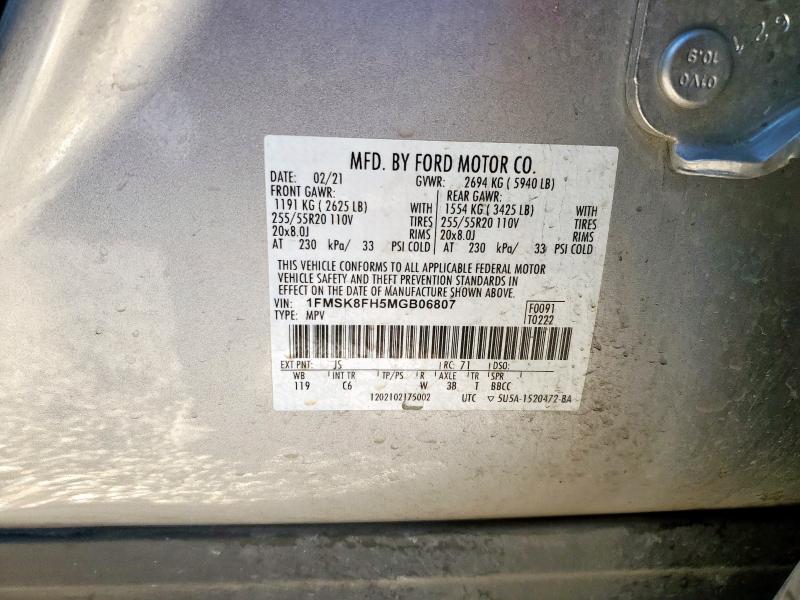 MFD. BY FORD MOTOR CO.
DATE: 02/21 GVWR: 2694 KG ( 5940 LB)
FRONT GAWR: REAR GAWR:
1191 KG ( 2625 LB) WITH 1554 KG ( 3425 LB) WITH
255/55R20 110V TIRES 255/55R20 110V TIRES
20x8.0J RIMS 20x8.0J RIMS
AT 230 kPa/ 33 PSI COLD AT 230 kPa/ 33 PSI COLD
THIS VEHICLE CONFORMS TO ALL APPLICABLE FEDERAL MOTOR
VEHICLE SAFETY AND THEFT PREVENTION STANDARDS IN
EFFECT ON THE DATE OF MANUFACTURE SHOWN ABOVE.
VIN: 1FMSK8FH5MGB06807 F0091
TYPE: MPV T0222
EXT PNT: JS RC: 71 DSO:
WB INT TR TP/PS R AXLE TR SPR
119 C6 W 3B T BBCC
1202102175002 UTC ▽ 5U5A-1520472-BA
10.9